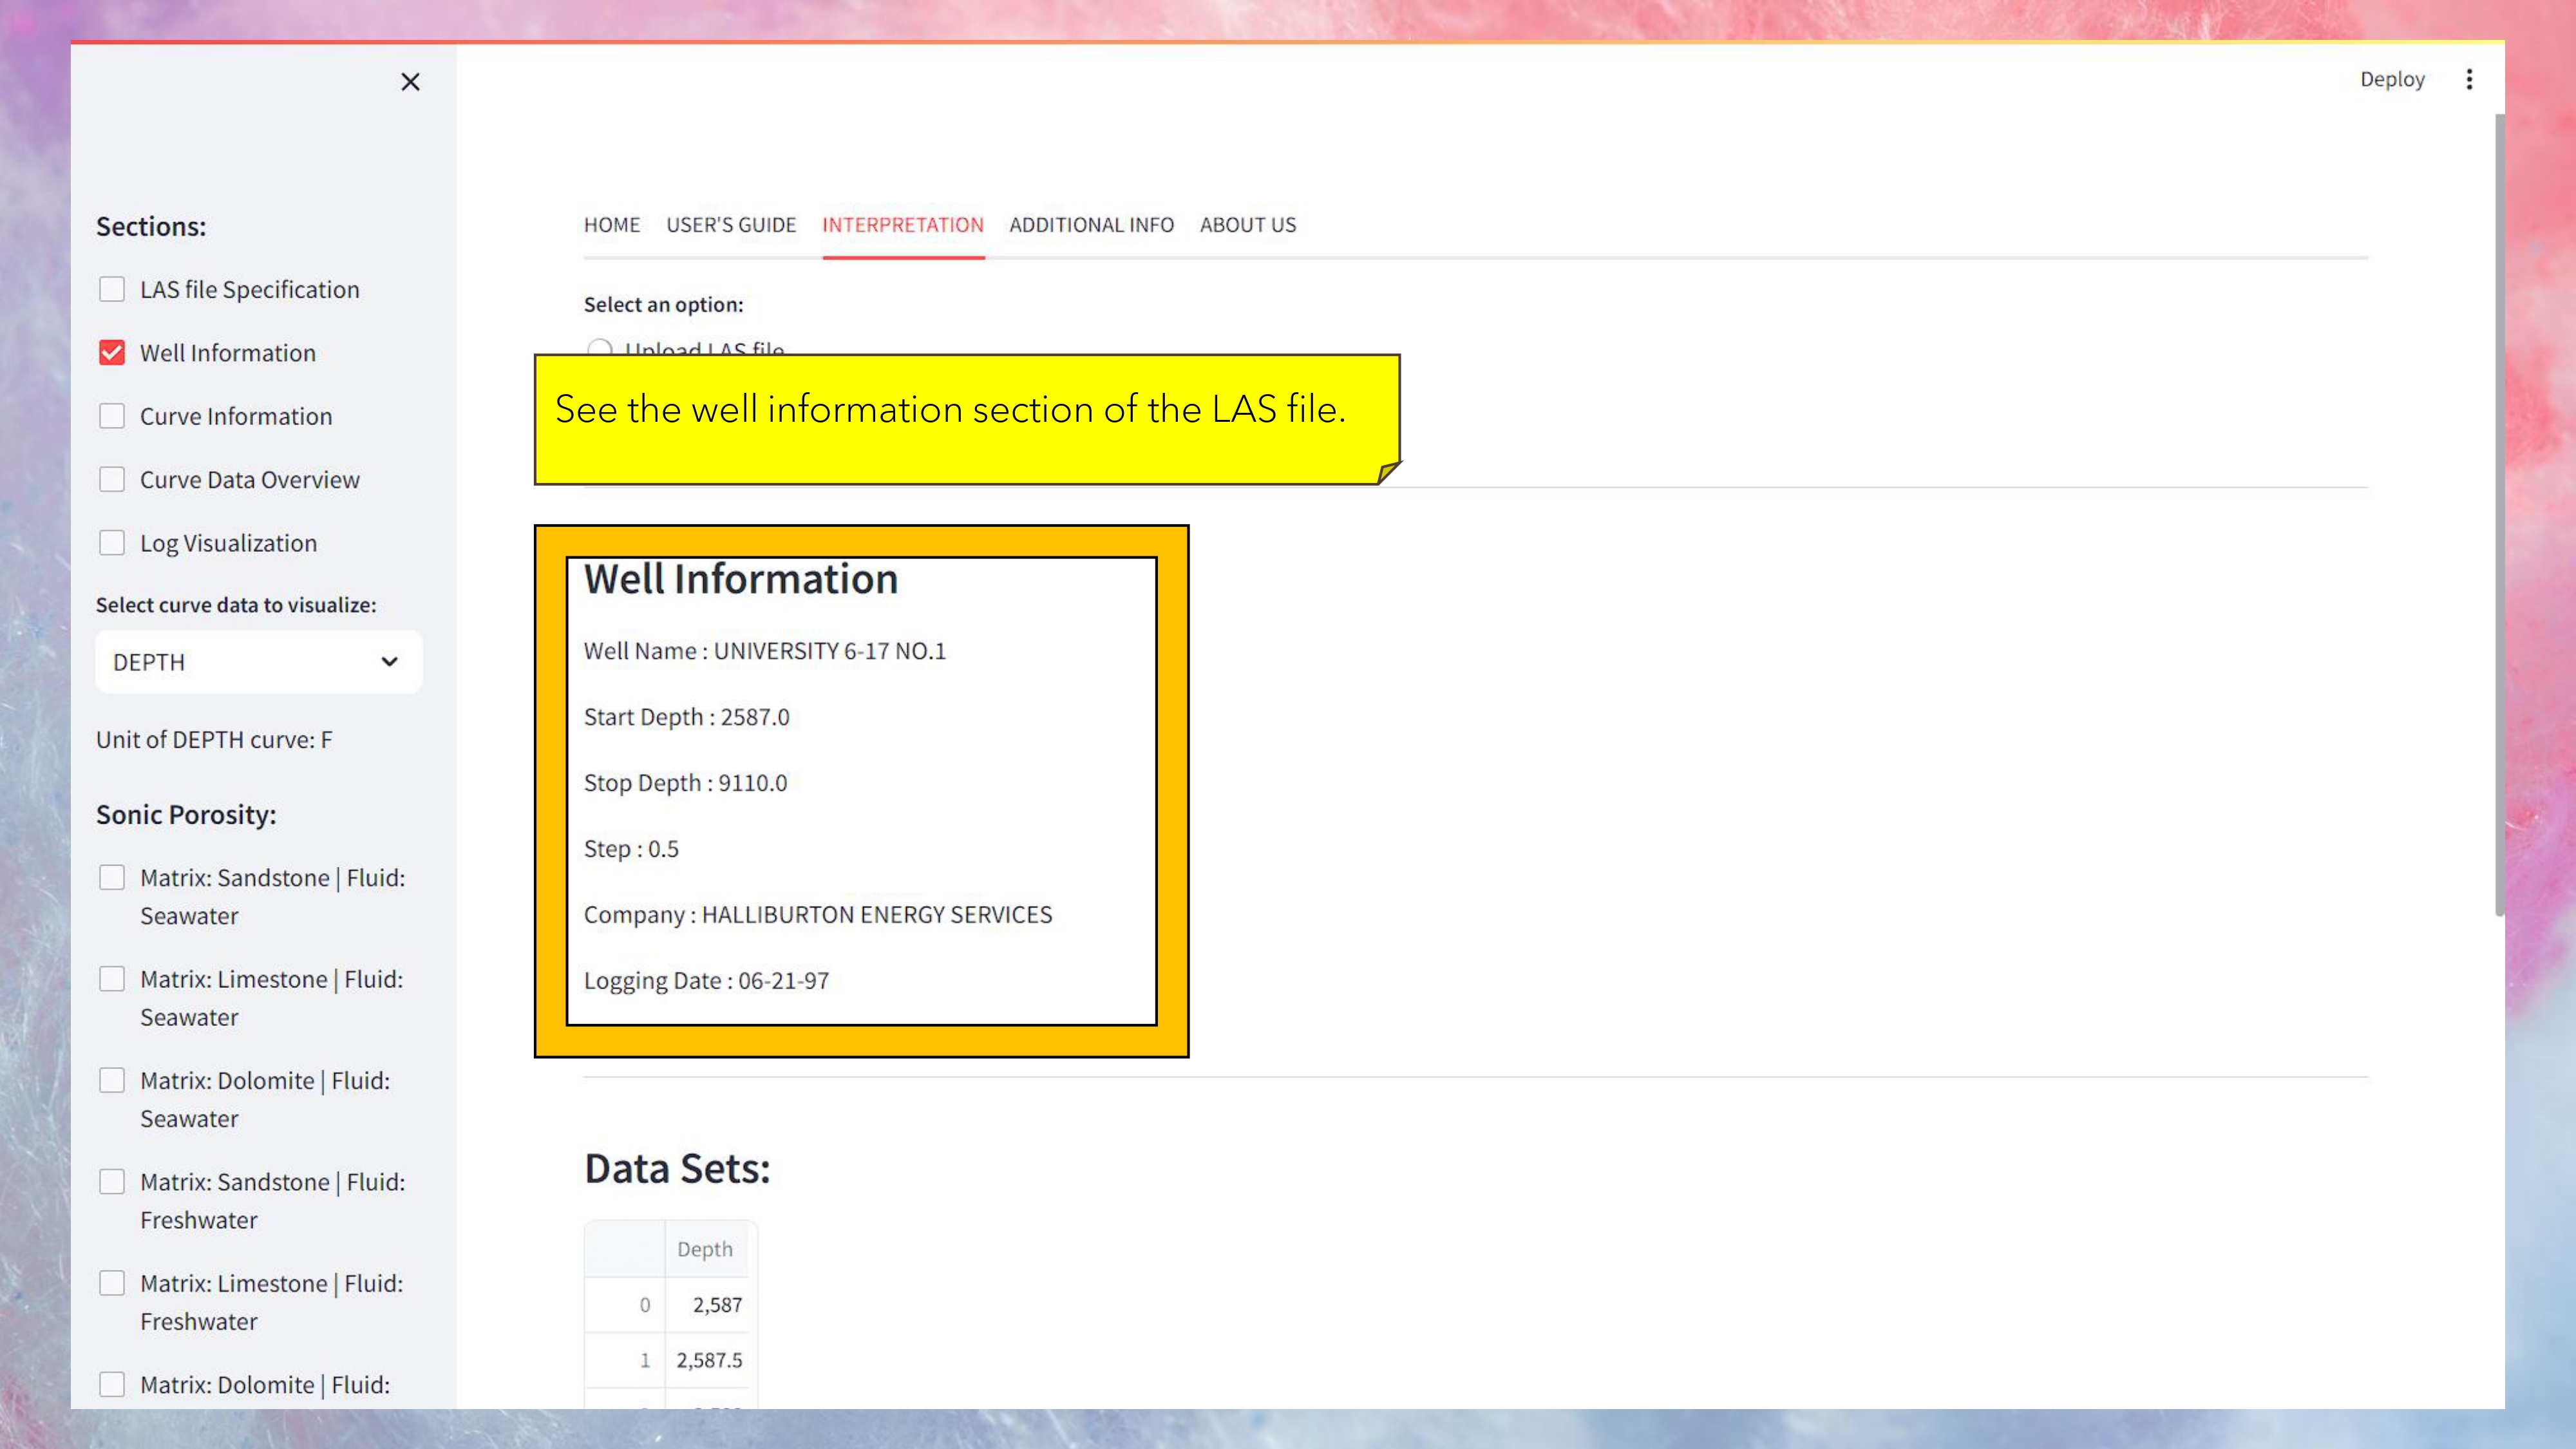 Deploy
Sections:
LAS file Specification
Well Information
Curve Information
Curve Data Overview
Log Visualization
Select curve data to visualize:
DEPTH
Unit of DEPTH curve: F
Sonic Porosity:
Matrix: Sandstone | Fluid:
Seawater
Matrix: Limestone | Fluid:
Seawater
Matrix: Dolomite | Fluid:
Seawater
Matrix: Sandstone | Fluid:
Freshwater
Matrix: Limestone | Fluid:
Freshwater
Matrix: Dolomite | Fluid:
HOME USER'S GUIDE INTERPRETATION ADDITIONAL INFO ABOUT US
Select an option:
Upload LAS file
See the well information section of the LAS file.
Well Information
Well Name : UNIVERSITY 6-17 NO.1
Start Depth : 2587.0
Stop Depth : 9110.0
Step : 0.5
Company : HALLIBURTON ENERGY SERVICES
Logging Date : 06-21-97
Data Sets:
Depth
0 2,587
1 2,587.5